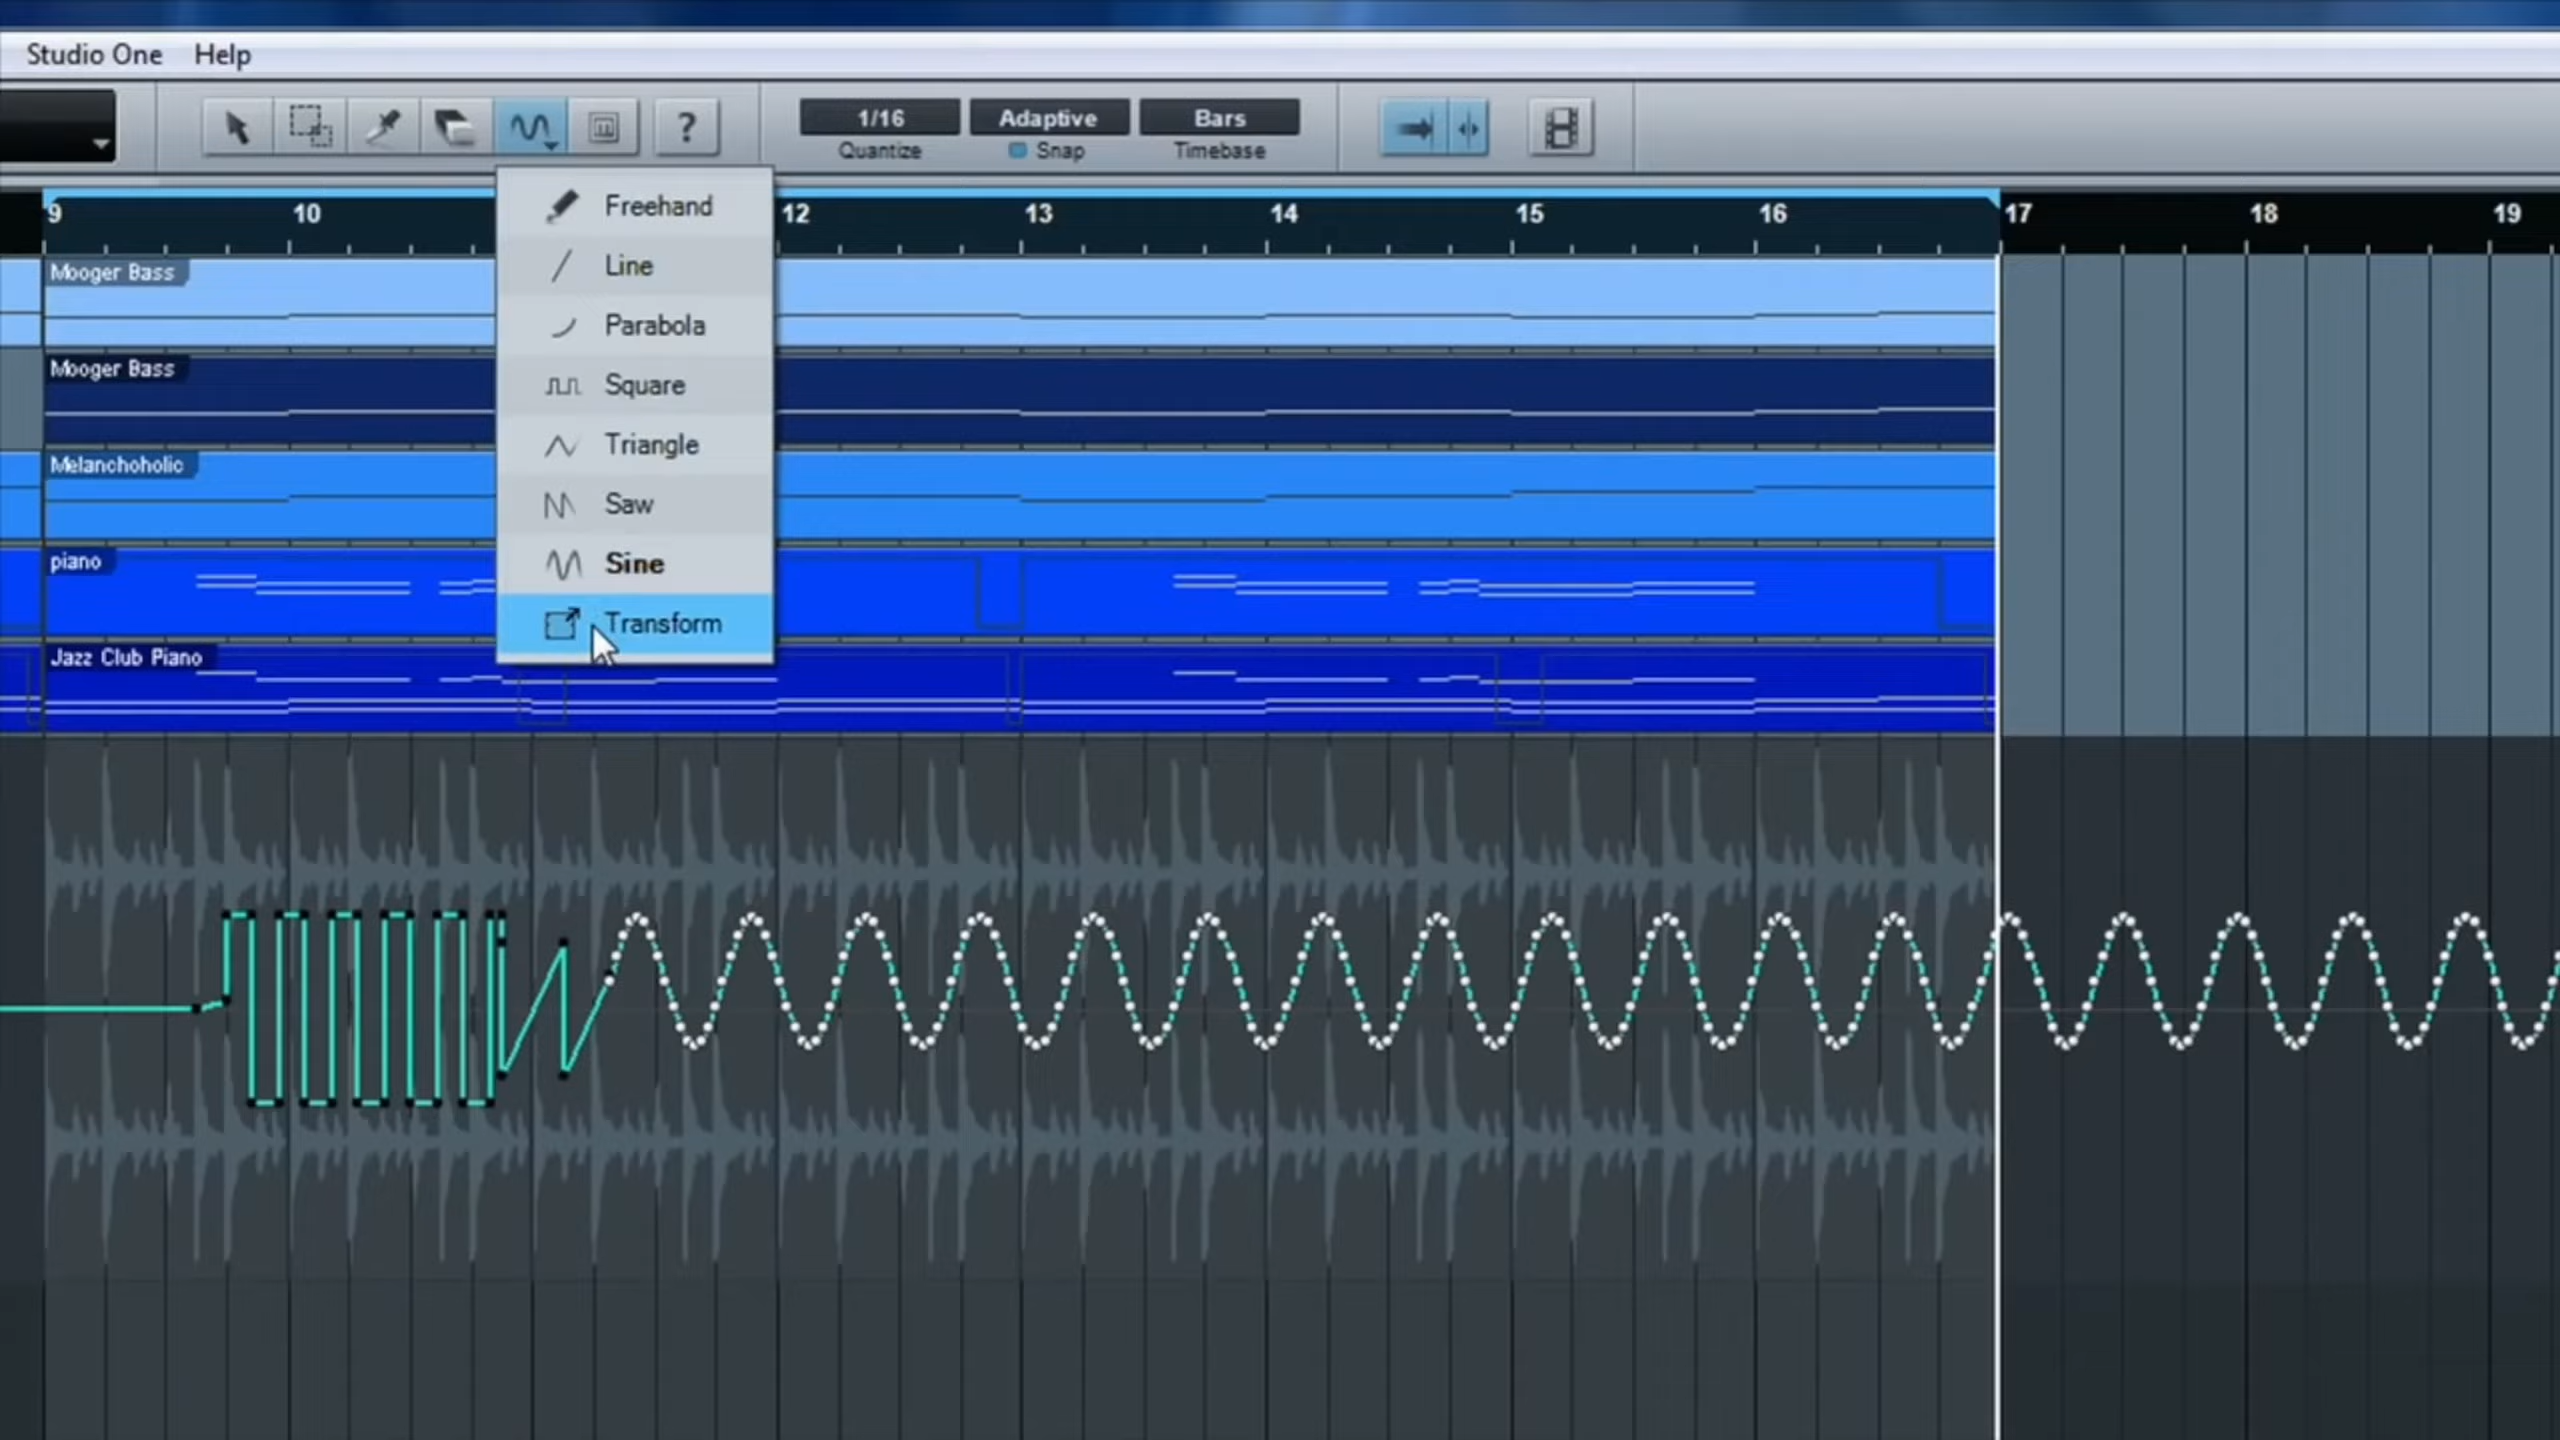 Studio One Help
1/16 Adaptive Bars
Quantize Snap Timebase
9 10 12 13 14 15 16 17 18 19
Freehand
Line
Parabola
Square
Triangle
Saw
Sine
Transform
Mooger Bass
Mooger Bass
Melanchoholic
piano
Jazz Club Piano